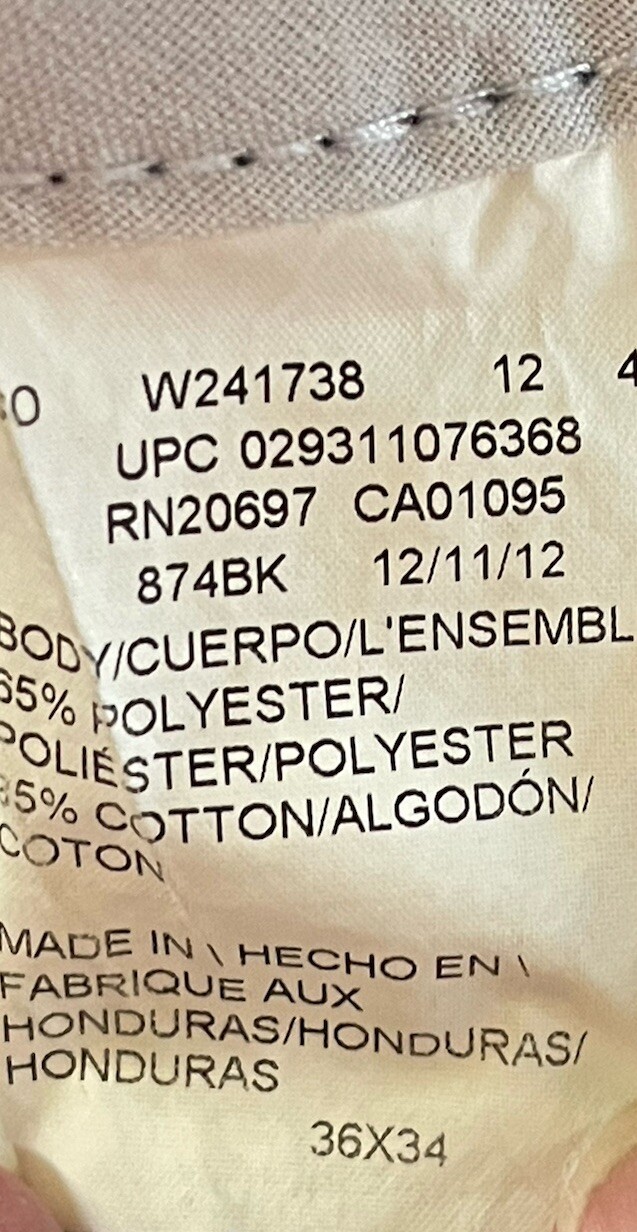 W241738 12 4
UPC 029311076368
RN20697 CA01095
874BK 12/11/12
BODY/CUERPO/L'ENSEMBL
65% POLYESTER/
POLIÉSTER/POLYESTER
35% COTTON/ALGODÓN/
COTON
MADE IN \ HECHO EN \
FABRIQUE AUX
HONDURAS/HONDURAS/
HONDURAS
36X34